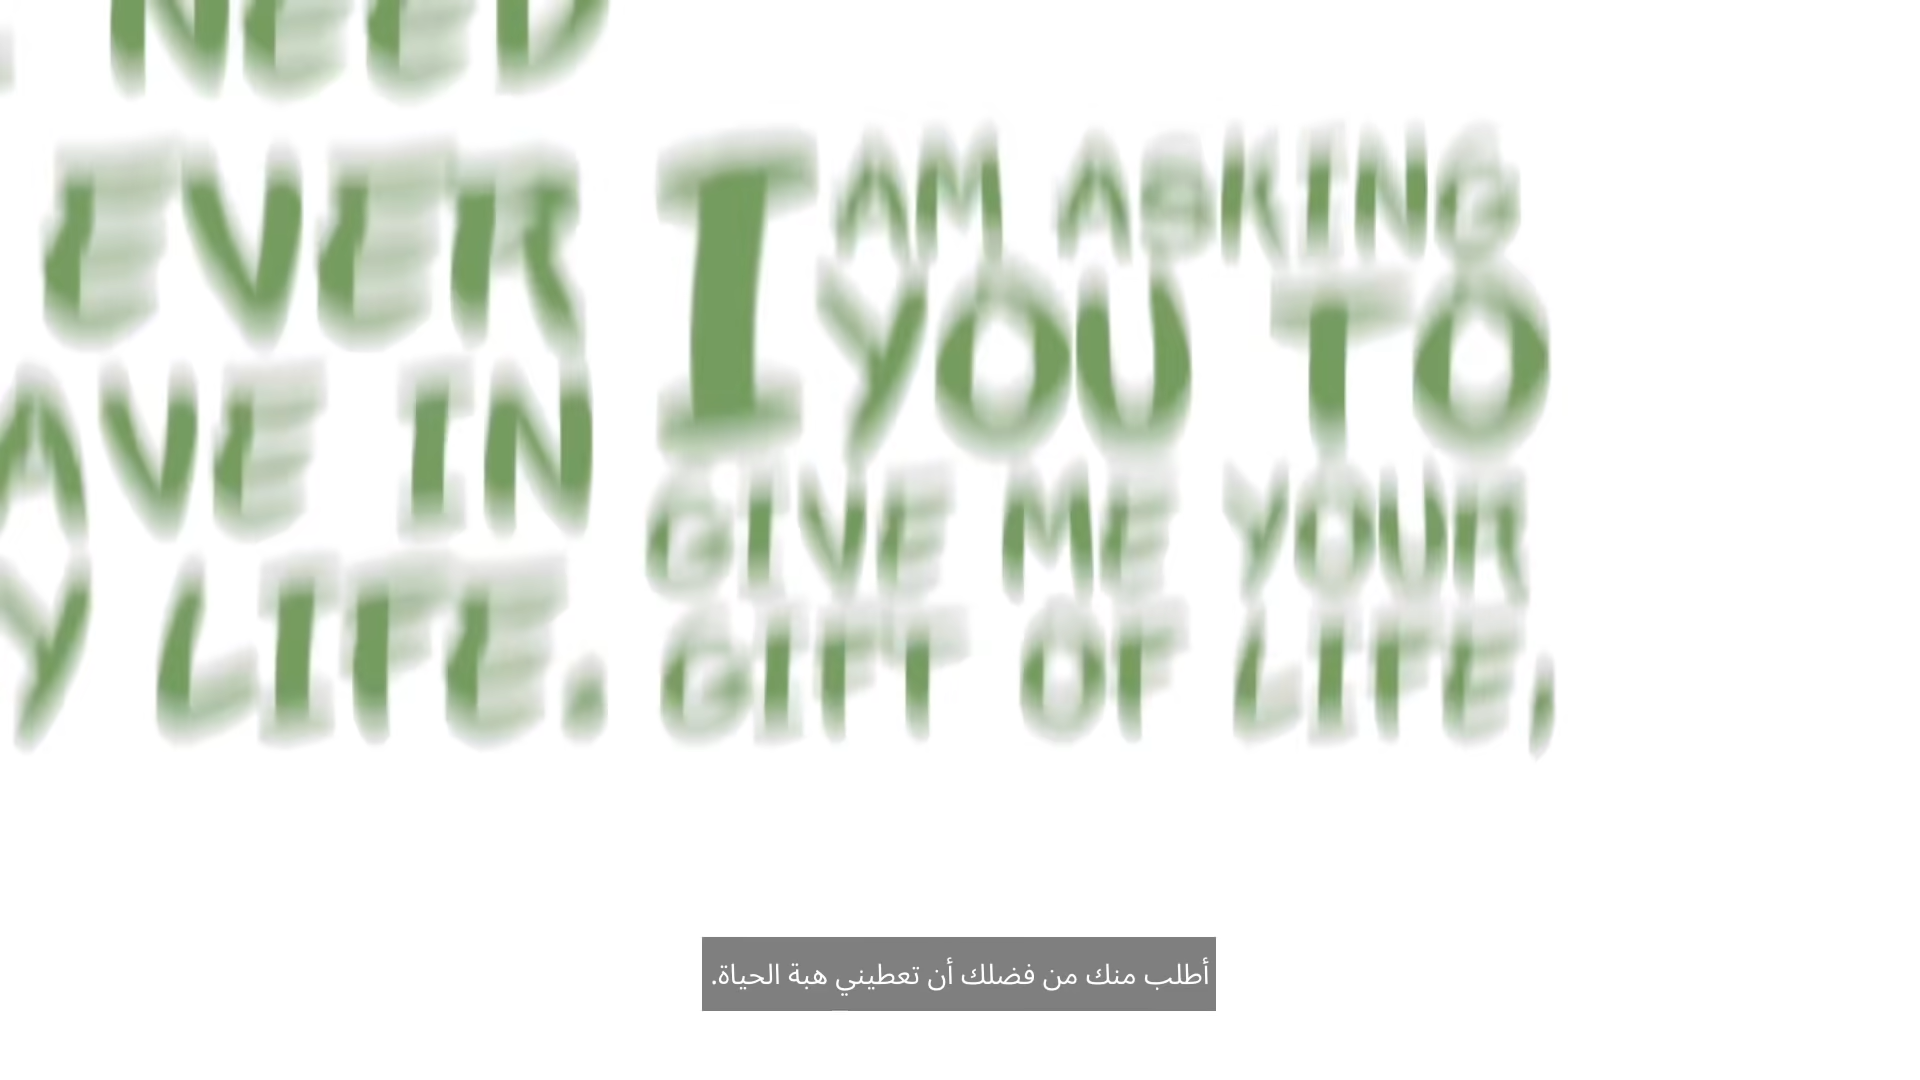 NEED
EVER
AVE IN
Y LIFE.
I AM ASKING
YOU TO
GIVE ME YOUR
GIFT OF LIFE,
أطلب منك من فضلك أن تعطيني هبة الحياة.